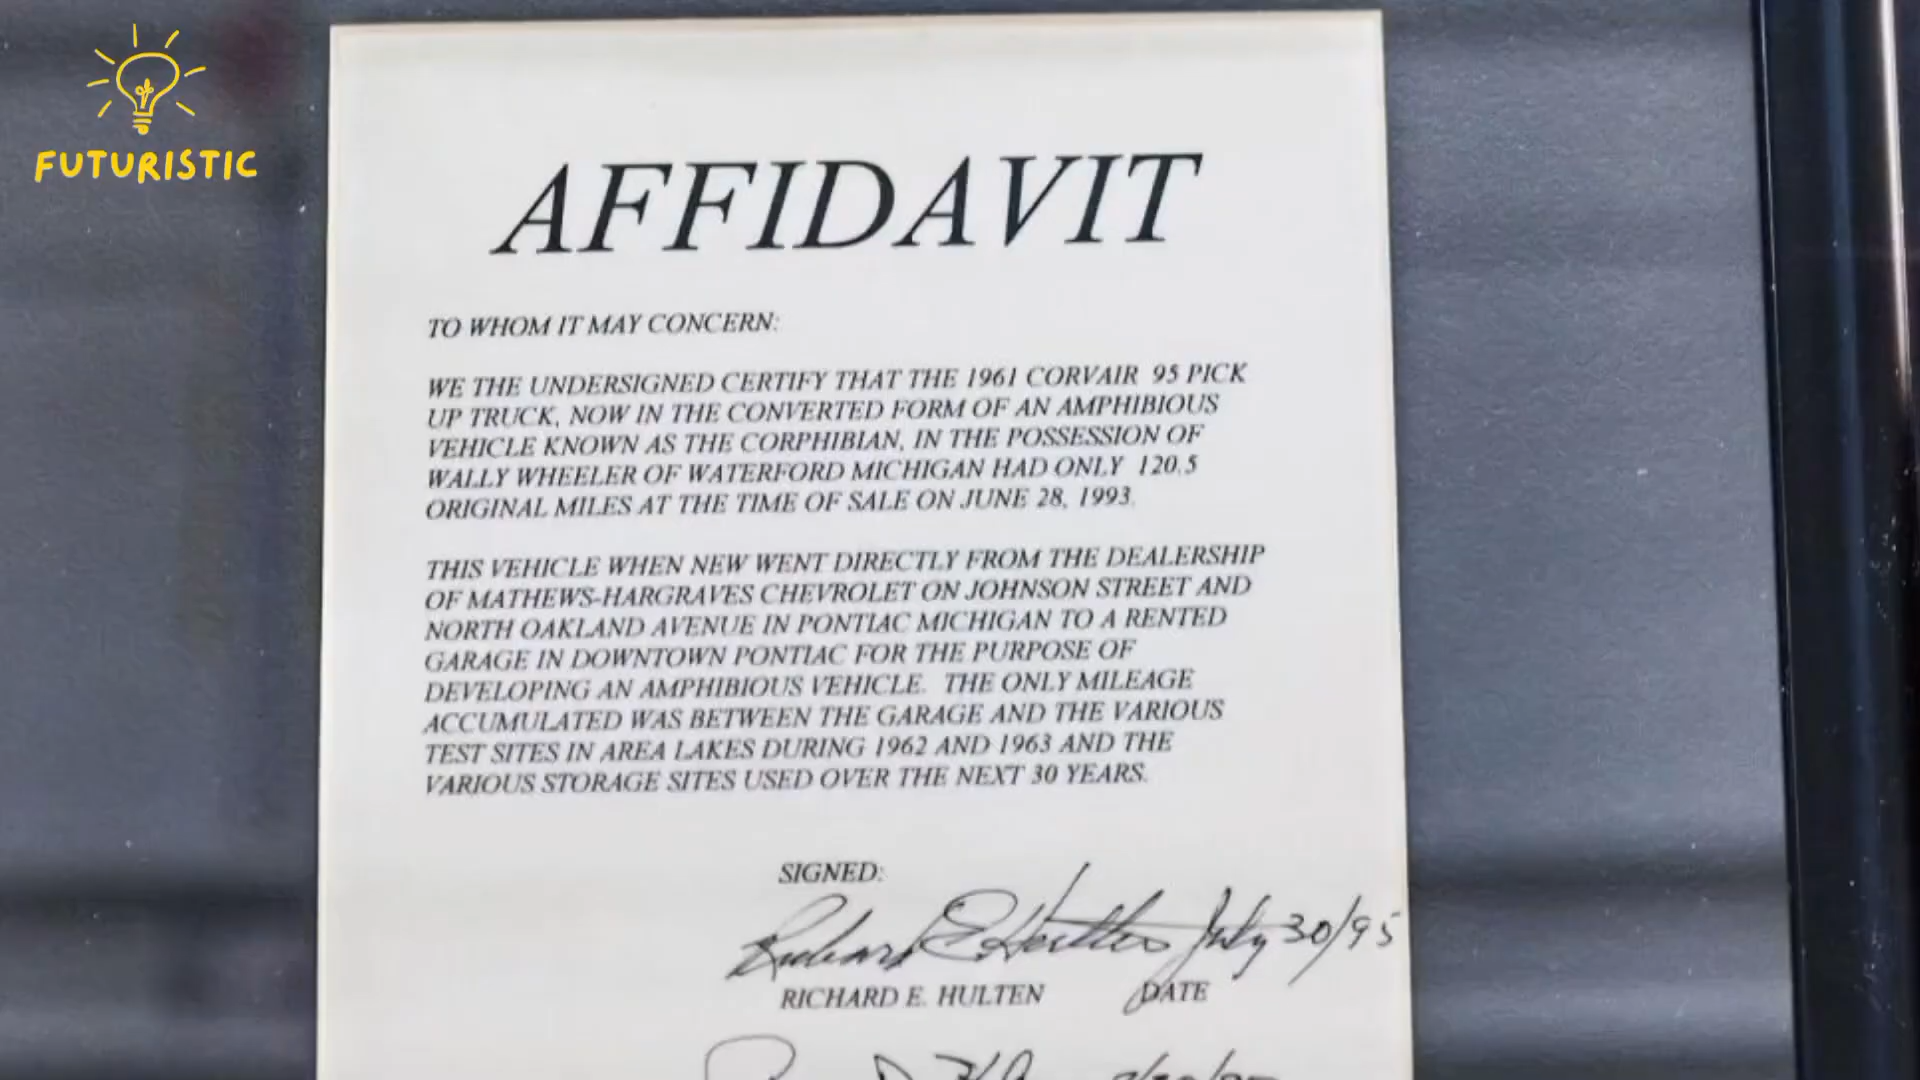 FUTURISTIC
AFFIDAVIT
TO WHOM IT MAY CONCERN:
WE THE UNDERSIGNED CERTIFY THAT THE 1961 CORVAIR 95 PICK
UP TRUCK, NOW IN THE CONVERTED FORM OF AN AMPHIBIOUS
VEHICLE KNOWN AS THE CORPHIBIAN, IN THE POSSESSION OF
WALLY WHEELER OF WATERFORD MICHIGAN HAD ONLY 120.5
ORIGINAL MILES AT THE TIME OF SALE ON JUNE 28, 1993.
THIS VEHICLE WHEN NEW WENT DIRECTLY FROM THE DEALERSHIP
OF MATHEWS-HARGRAVES CHEVROLET ON JOHNSON STREET AND
NORTH OAKLAND AVENUE IN PONTIAC MICHIGAN TO A RENTED
GARAGE IN DOWNTOWN PONTIAC FOR THE PURPOSE OF
DEVELOPING AN AMPHIBIOUS VEHICLE. THE ONLY MILEAGE
ACCUMULATED WAS BETWEEN THE GARAGE AND THE VARIOUS
TEST SITES IN AREA LAKES DURING 1962 AND 1963 AND THE
VARIOUS STORAGE SITES USED OVER THE NEXT 30 YEARS.
SIGNED:
Richard E Hulten July 30/95
RICHARD E. HULTEN DATE